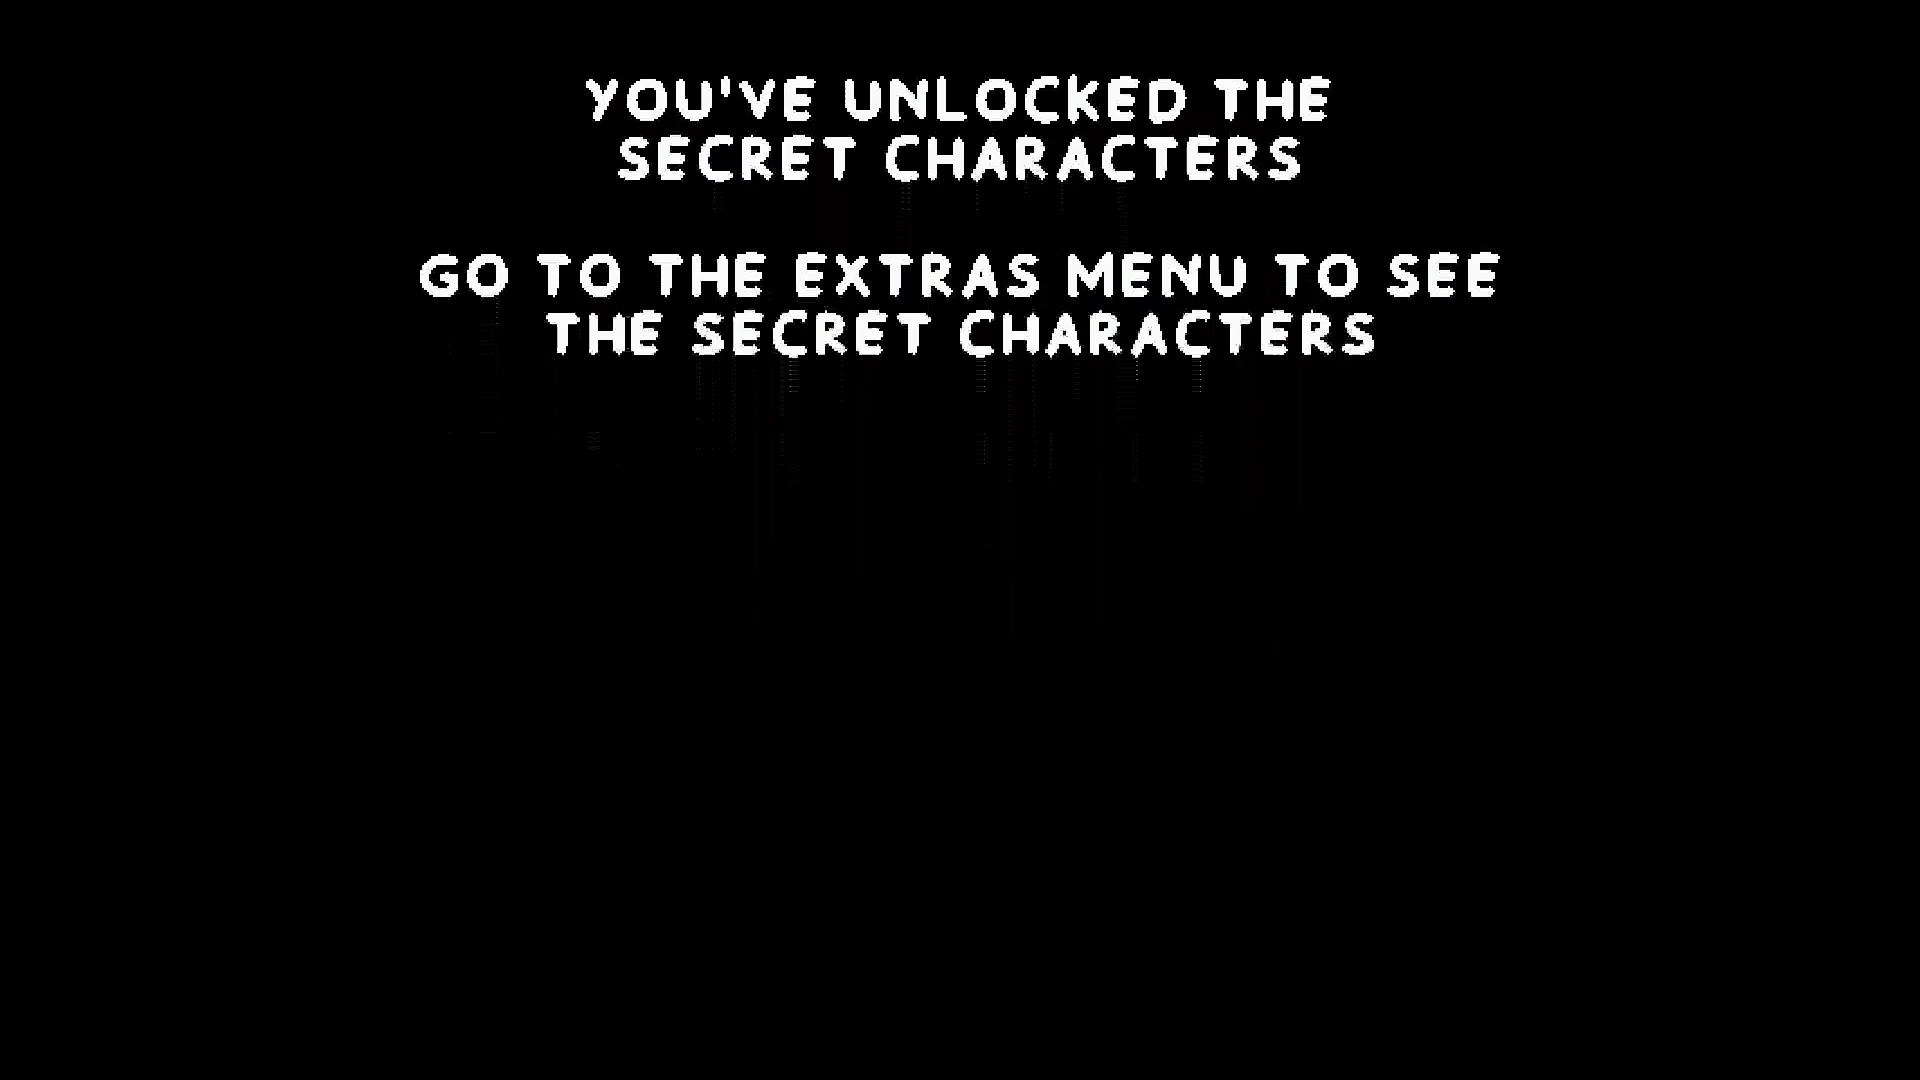 YOU'VE UNLOCKED THE
SECRET CHARACTERS
GO TO THE EXTRAS MENU TO SEE
THE SECRET CHARACTERS